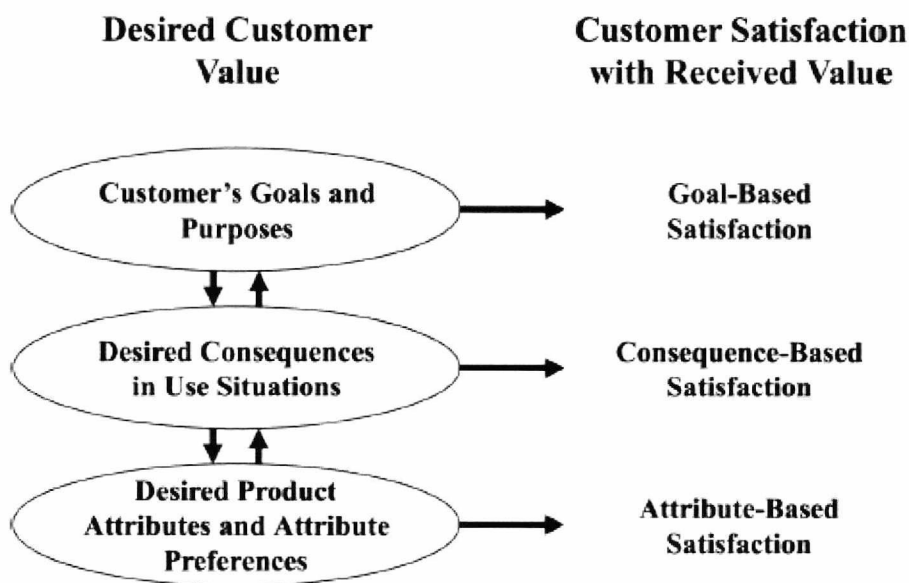 Desired Customer
Value
Customer Satisfaction
with Received Value
Customer's Goals and
Purposes
Goal-Based
Satisfaction
Desired Consequences
in Use Situations
Consequence-Based
Satisfaction
Desired Product
Attributes and Attribute
Preferences
Attribute-Based
Satisfaction